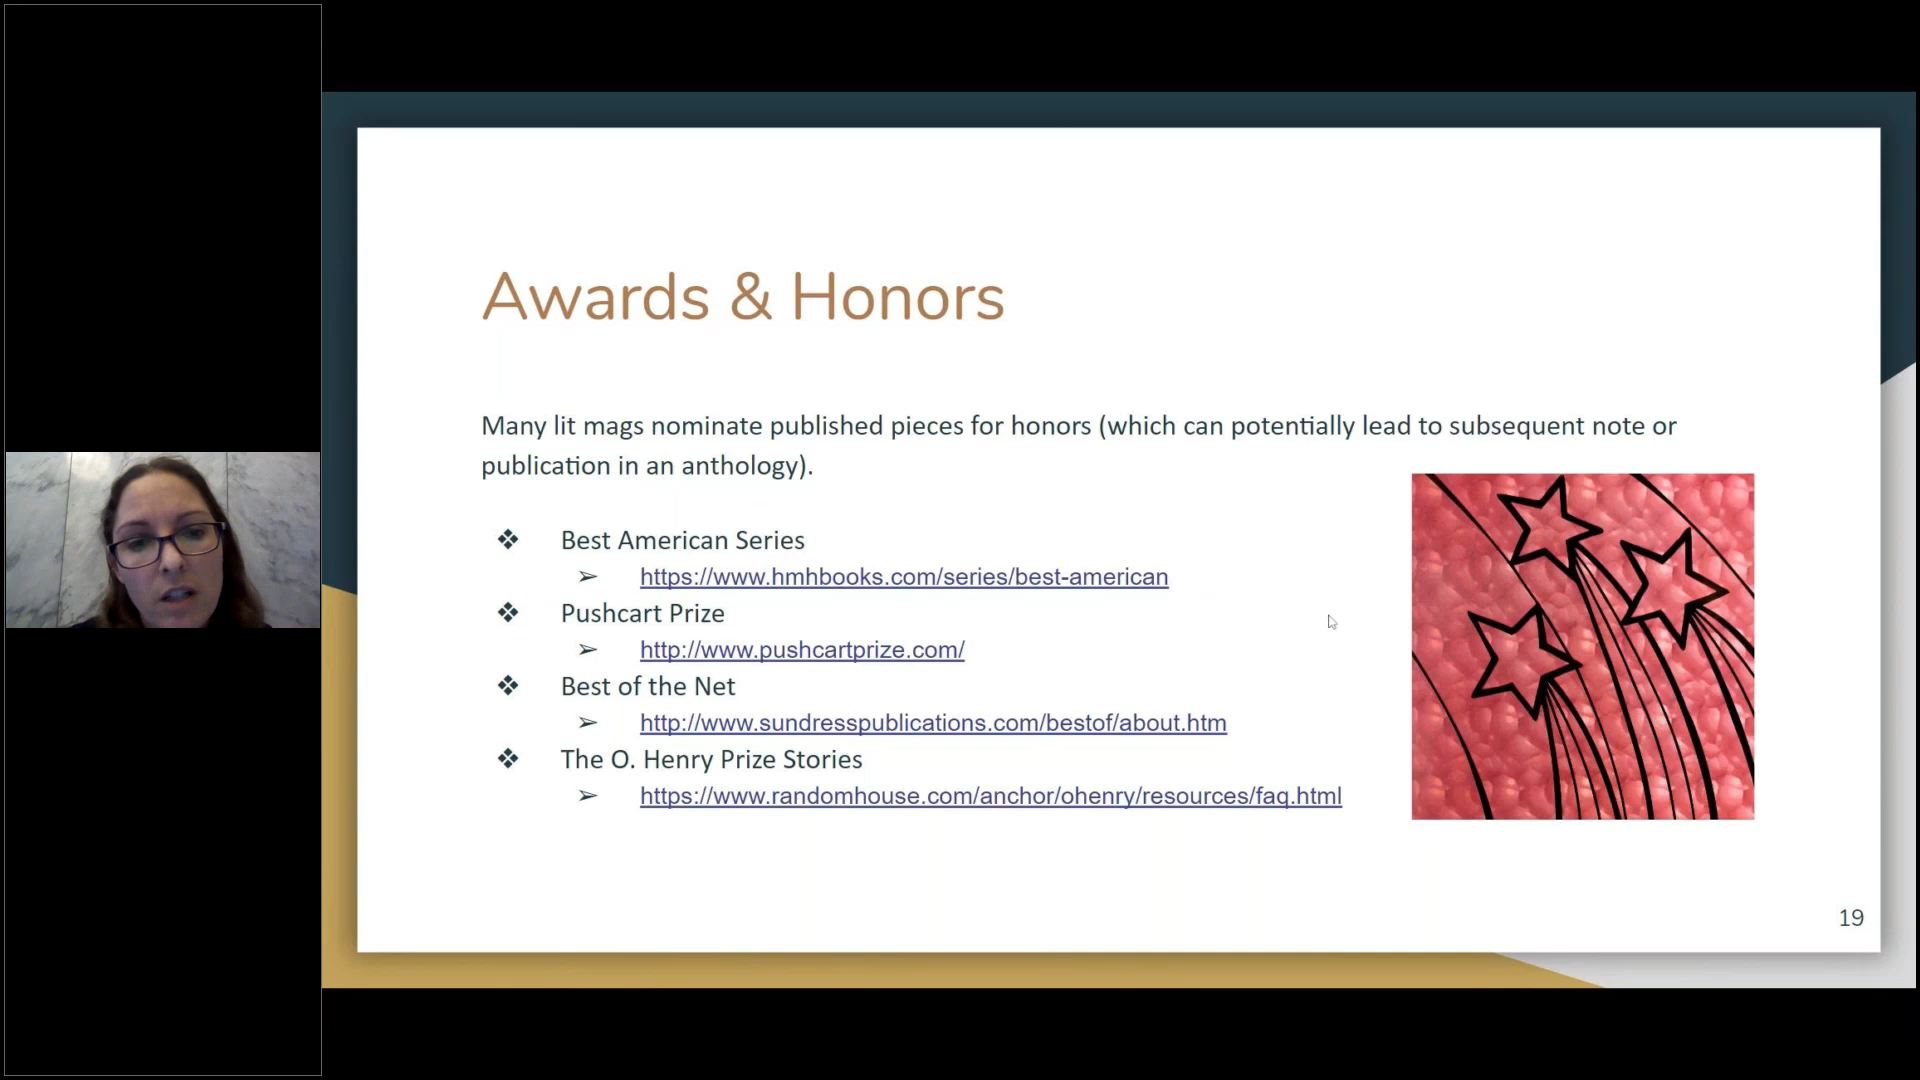 Awards & Honors
Many lit mags nominate published pieces for honors (which can potentially lead to subsequent note or
publication in an anthology).
❖ Best American Series
➢ https://www.hmhbooks.com/series/best-american
❖ Pushcart Prize
➢ http://www.pushcartprize.com/
❖ Best of the Net
➢ http://www.sundresspublications.com/bestof/about.htm
❖ The O. Henry Prize Stories
➢ https://www.randomhouse.com/anchor/ohenry/resources/faq.html
19